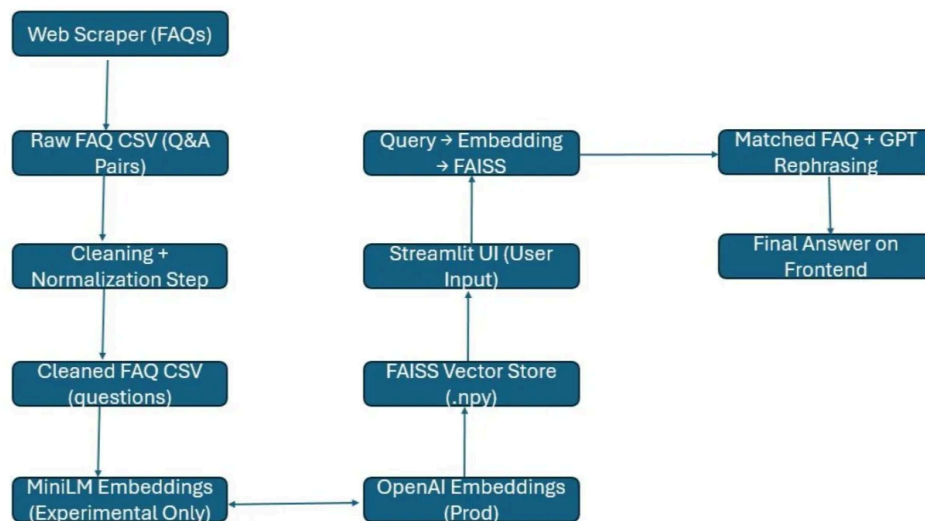 Web Scraper (FAQs)
Raw FAQ CSV (Q&A
Pairs)
Cleaning +
Normalization Step
Cleaned FAQ CSV
(questions)
MiniLM Embeddings
(Experimental Only)
OpenAI Embeddings
(Prod)
FAISS Vector Store
(.npy)
Streamlit UI (User
Input)
Query → Embedding
→ FAISS
Matched FAQ + GPT
Rephrasing
Final Answer on
Frontend